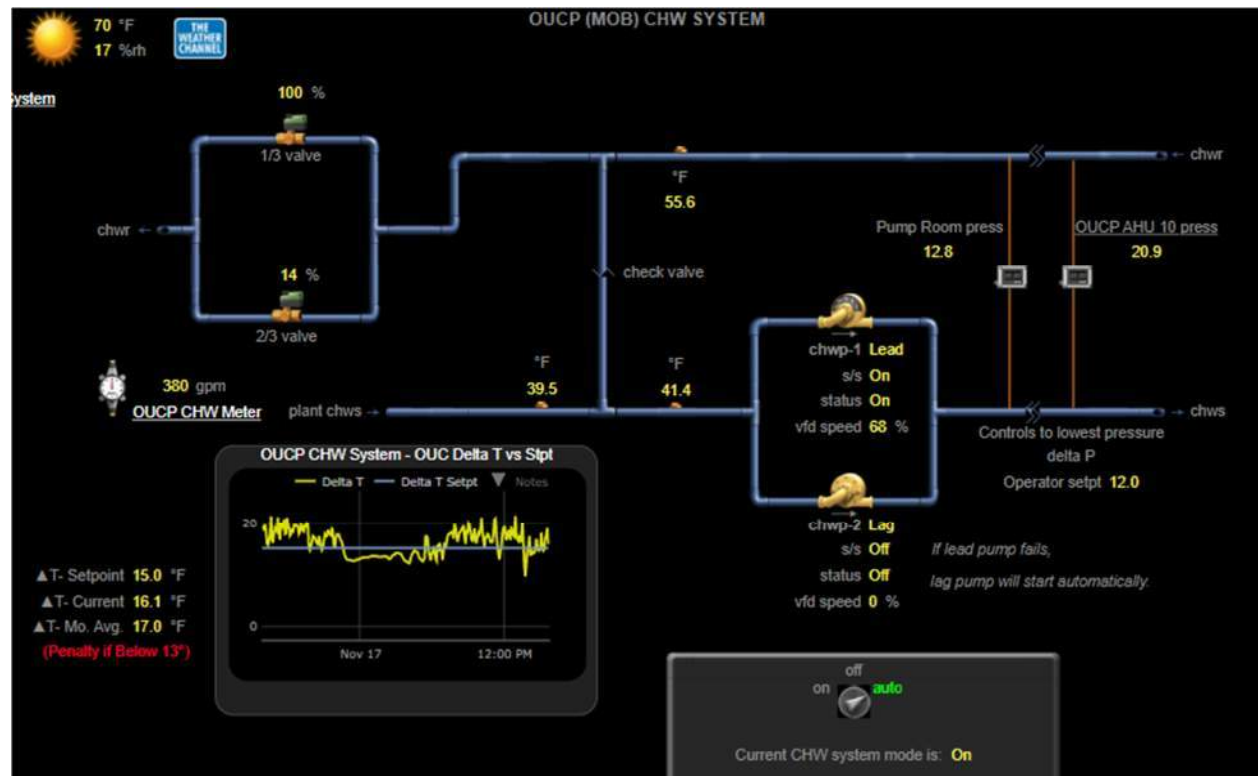 OUCP (MOB) CHW SYSTEM
70 °F
17 %rh
THE
WEATHER
CHANNEL
System
100 %
1/3 valve
chwr
14 %
2/3 valve
°F
55.6
chwr
Pump Room press
12.8
OUCP AHU 10 press
20.9
check valve
380 gpm
OUCP CHW Meter
plant chws
°F
39.5
°F
41.4
chwp-1 Lead
s/s On
status On
vfd speed 68 %
chws
Controls to lowest pressure
delta P
Operator setpt 12.0
chwp-2 Lag
s/s Off
status Off
vfd speed 0 %
If lead pump fails,
lag pump will start automatically.
OUCP CHW System - OUC Delta T vs Stpt
Delta T Delta T Setpt Notes
20
0
Nov 17 12:00 PM
▲T- Setpoint 15.0 °F
▲T- Current 16.1 °F
▲T- Mo. Avg. 17.0 °F
(Penalty if Below 13°)
off
on auto
Current CHW system mode is: On